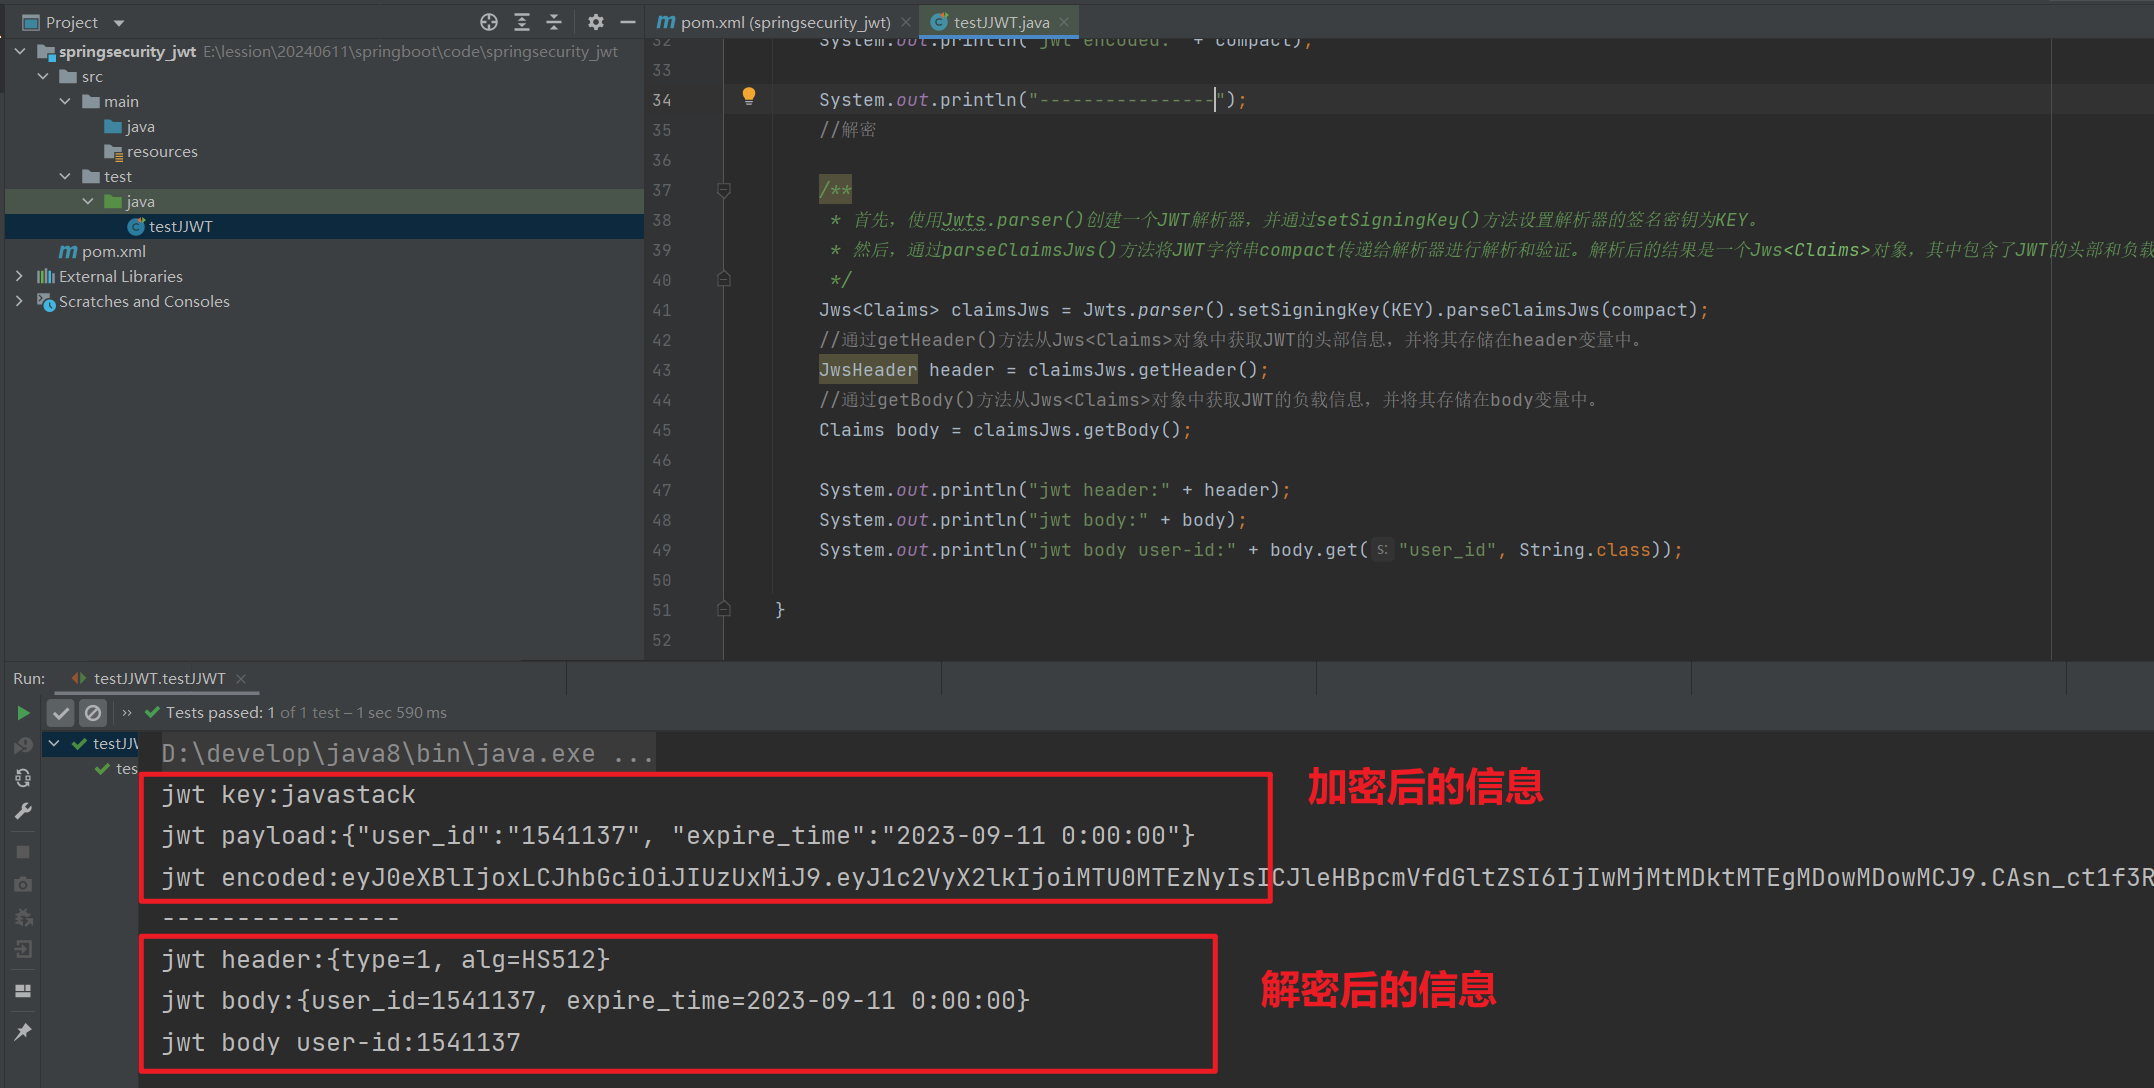 Project
springsecurity_jwt E:\lession\20240611\springboot\code\springsecurity_jwt
src
main
java
resources
test
java
testJJWT
pom.xml
External Libraries
Scratches and Consoles
pom.xml (springsecurity_jwt)
testJJWT.java
32 System.out.println("jwt encoded:" + compact);
33
34 System.out.println("----------------");
35 //解密
36
37 /**
38 * 首先，使用Jwts.parser()创建一个JWT解析器，并通过setSigningKey()方法设置解析器的签名密钥为KEY。
39 * 然后，通过parseClaimsJws()方法将JWT字符串compact传递给解析器进行解析和验证。解析后的结果是一个Jws<Claims>对象，其中包含了JWT的头部和负载
40 */
41 Jws<Claims> claimsJws = Jwts.parser().setSigningKey(KEY).parseClaimsJws(compact);
42 //通过getHeader()方法从Jws<Claims>对象中获取JWT的头部信息，并将其存储在header变量中。
43 JwsHeader header = claimsJws.getHeader();
44 //通过getBody()方法从Jws<Claims>对象中获取JWT的负载信息，并将其存储在body变量中。
45 Claims body = claimsJws.getBody();
46
47 System.out.println("jwt header:" + header);
48 System.out.println("jwt body:" + body);
49 System.out.println("jwt body user-id:" + body.get( s: "user_id", String.class));
50
51 }
52
Run: testJJWT.testJJWT
Tests passed: 1 of 1 test – 1 sec 590 ms
testJJW
tes
D:\develop\java8\bin\java.exe ...
jwt key:javastack
jwt payload:{"user_id":"1541137", "expire_time":"2023-09-11 0:00:00"}
jwt encoded:eyJ0eXBlIjoxLCJhbGciOiJIUzUxMiJ9.eyJ1c2VyX2lkIjoiMTU0MTEzNyIsICJleHBpcmVfdGltZSI6IjIwMjMtMDktMTEgMDowMDowMCJ9.CAsn_ct1f3R
----------------
jwt header:{type=1, alg=HS512}
jwt body:{user_id=1541137, expire_time=2023-09-11 0:00:00}
jwt body user-id:1541137
加密后的信息
解密后的信息